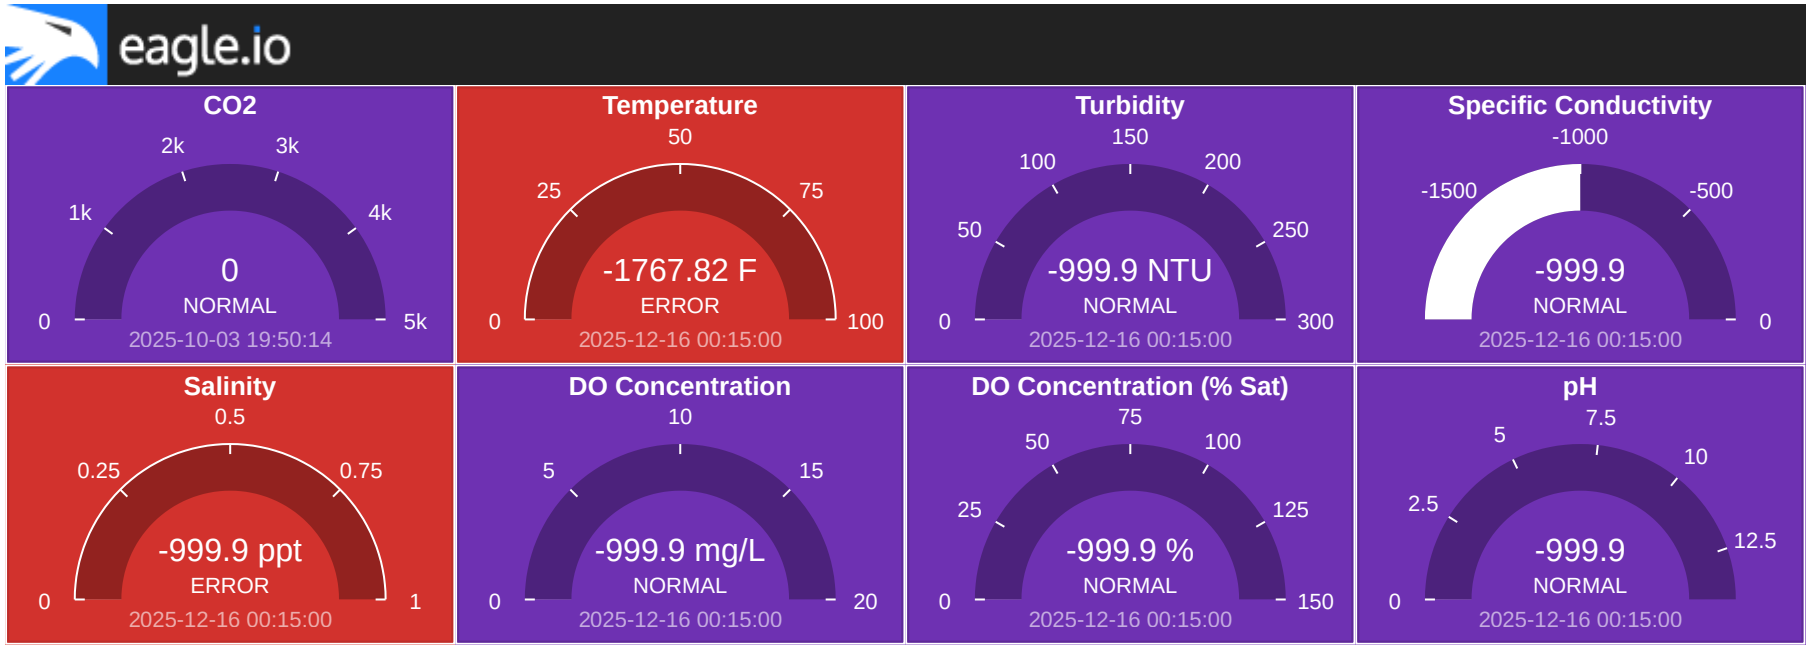 eagle.io
CO2
2k 3k
1k 4k
0
NORMAL
0 5k
2025-10-03 19:50:14
Temperature
50
25 75
-1767.82 F
ERROR
0 100
2025-12-16 00:15:00
Turbidity
150
100 200
50 250
-999.9 NTU
NORMAL
0 300
2025-12-16 00:15:00
Specific Conductivity
-1000
-1500 -500
-999.9
NORMAL
0
2025-12-16 00:15:00
Salinity
0.5
0.25 0.75
-999.9 ppt
ERROR
0 1
2025-12-16 00:15:00
DO Concentration
10
5 15
-999.9 mg/L
NORMAL
0 20
2025-12-16 00:15:00
DO Concentration (% Sat)
75
50 100
25 125
-999.9 %
NORMAL
0 150
2025-12-16 00:15:00
pH
7.5
5 10
2.5 12.5
-999.9
NORMAL
0
2025-12-16 00:15:00